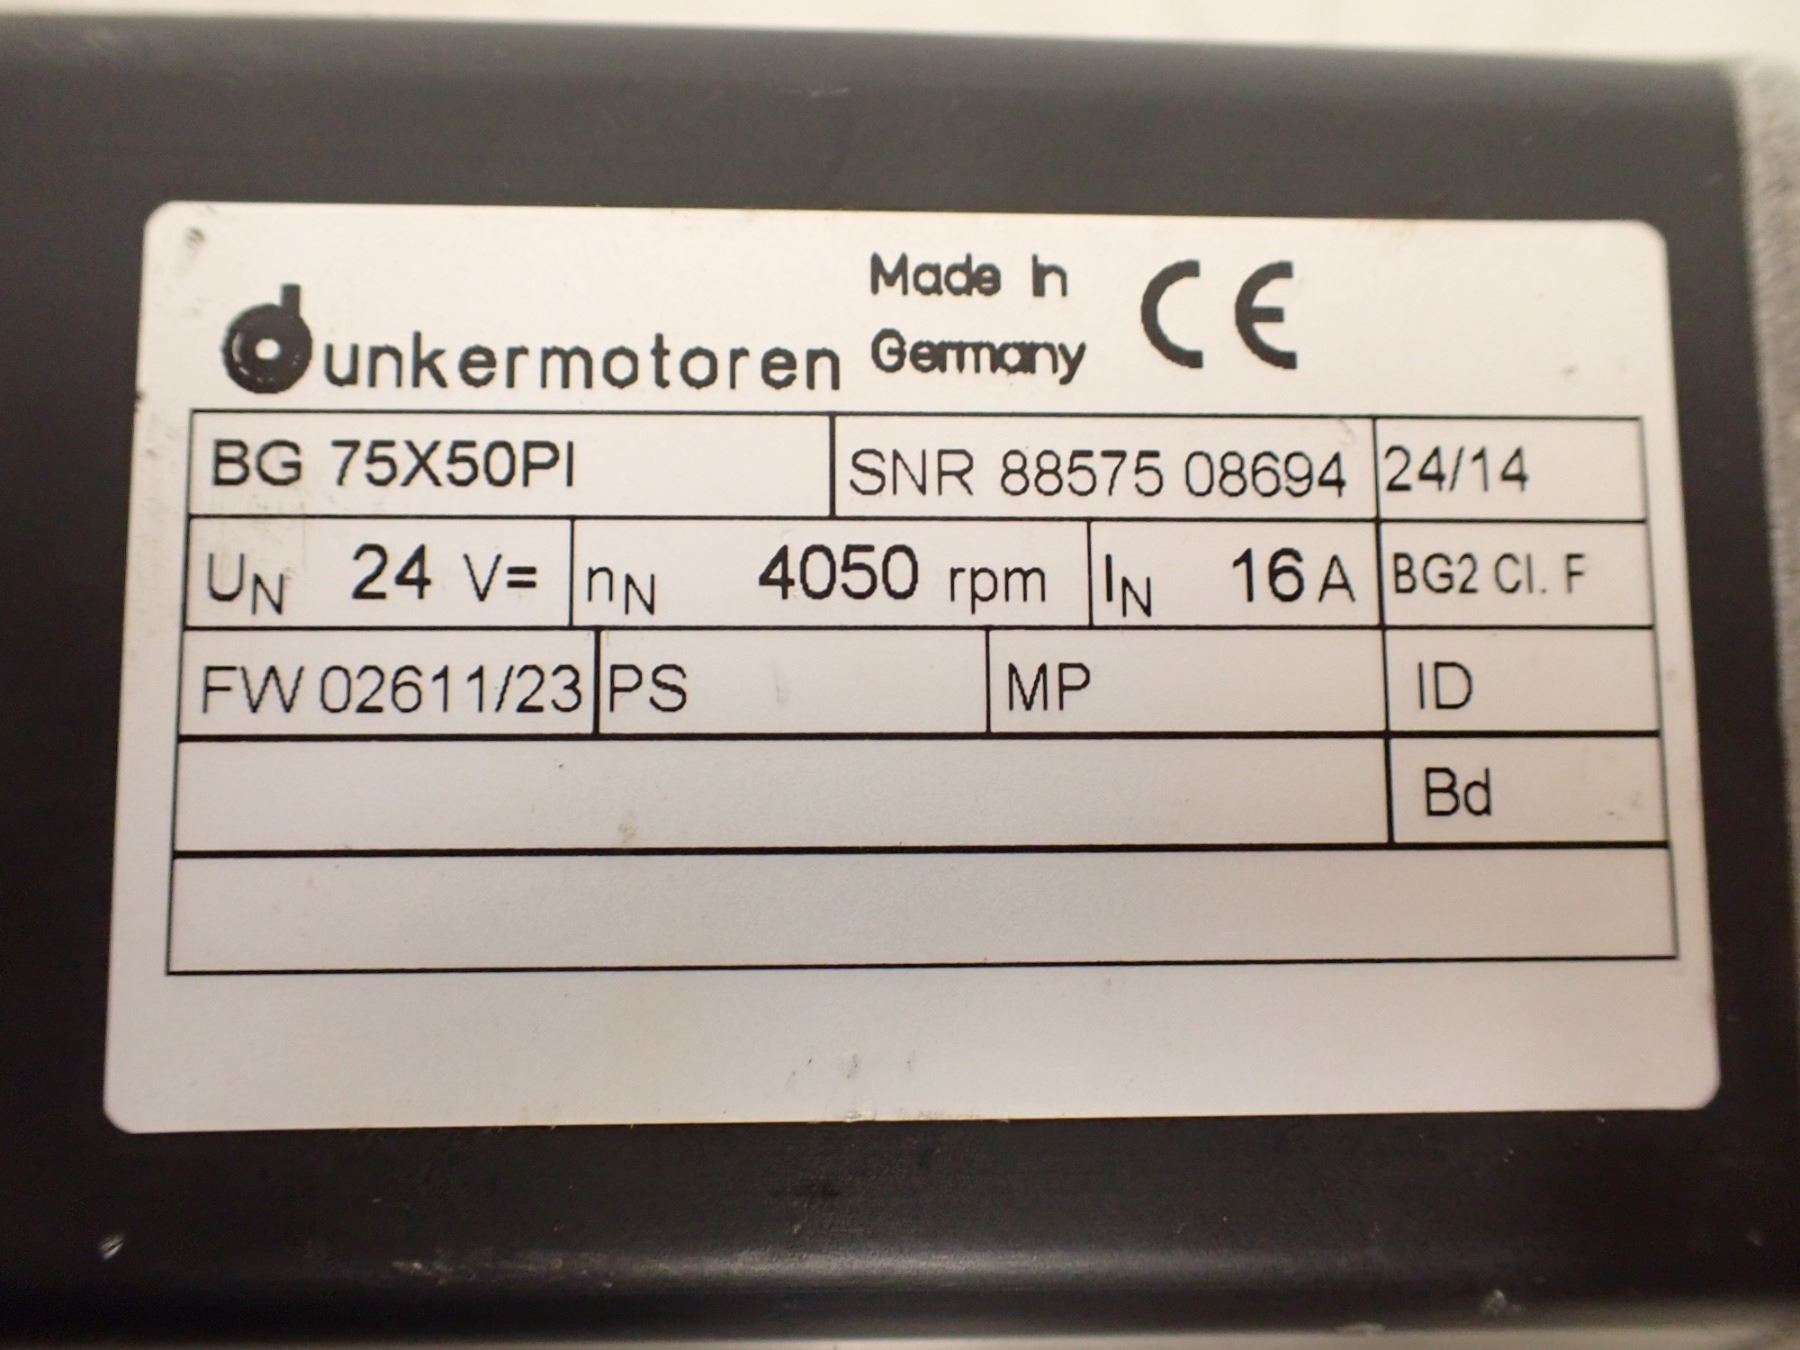 dunkermotoren
Made in
Germany
CE
BG 75X50PI SNR 88575 08694 24/14
UN 24 V= nN 4050 rpm IN 16 A BG2 Cl. F
FW 02611/23 PS MP ID
Bd